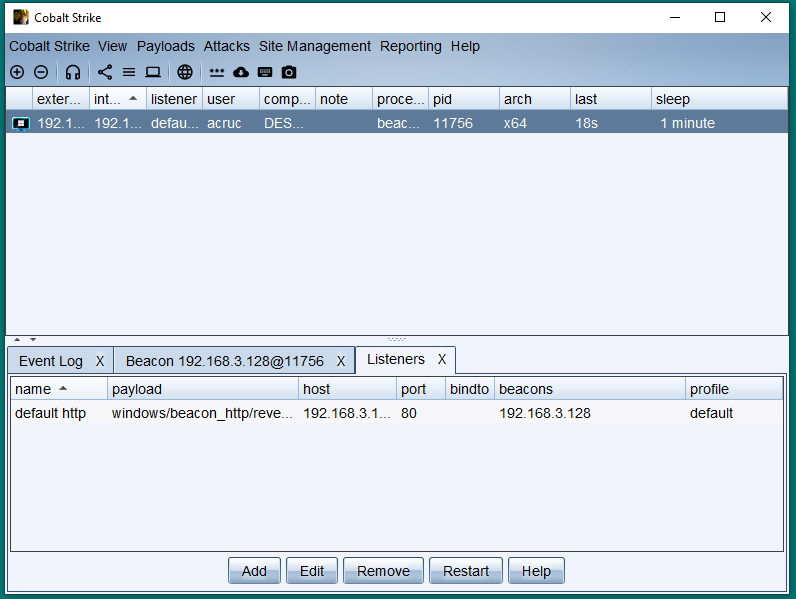 Cobalt Strike
Cobalt Strike View Payloads Attacks Site Management Reporting Help
exter... int... listener user comp... note proce... pid arch last sleep
192.1... 192.1... defau... acruc DES... beac... 11756 x64 18s 1 minute
Event Log X Beacon 192.168.3.128@11756 X Listeners X
name payload host port bindto beacons profile
default http windows/beacon_http/reve... 192.168.3.1... 80 192.168.3.128 default
Add Edit Remove Restart Help